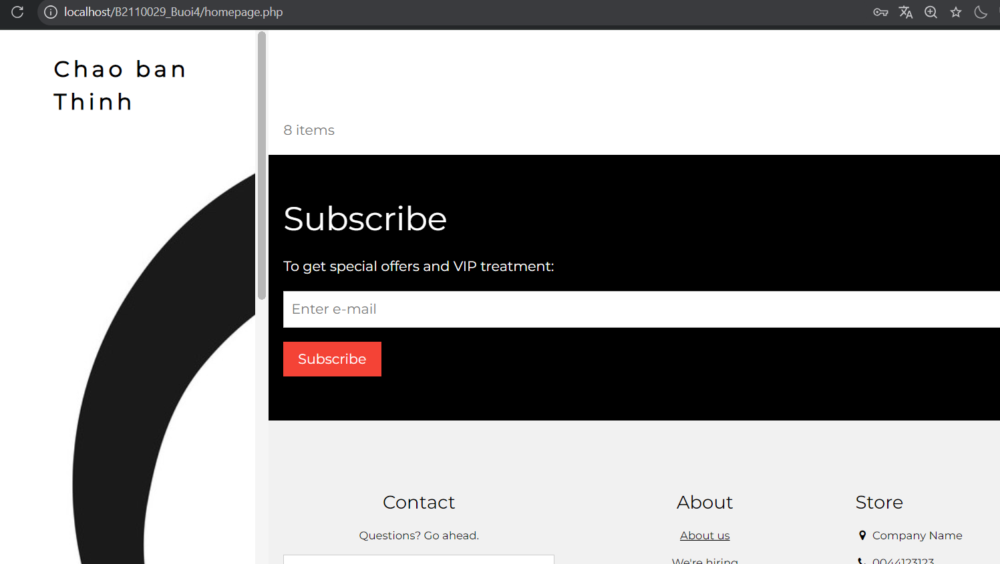 localhost/B2110029_Buoi4/homepage.php
Chao ban
Thinh
8 items
Subscribe
To get special offers and VIP treatment:
Enter e-mail
Subscribe
Contact
About
Store
Questions? Go ahead.
About us
Company Name
We're hiring
0044123123